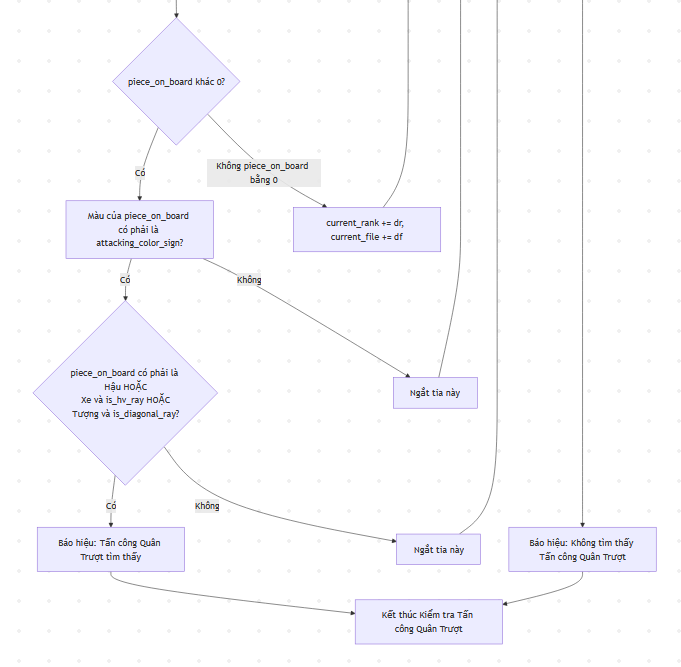 piece_on_board khác 0?
Không piece_on_board
bằng 0
Có
Màu của piece_on_board
có phải là
attacking_color_sign?
current_rank += dr,
current_file += df
Có
Không
piece_on_board có phải là
Hậu HOẶC
Xe và is_hv_ray HOẶC
Tượng và is_diagonal_ray?
Ngắt tia này
Có
Không
Báo hiệu: Tấn công Quân
Trượt tìm thấy
Ngắt tia này
Báo hiệu: Không tìm thấy
Tấn công Quân Trượt
Kết thúc Kiểm tra Tấn
công Quân Trượt